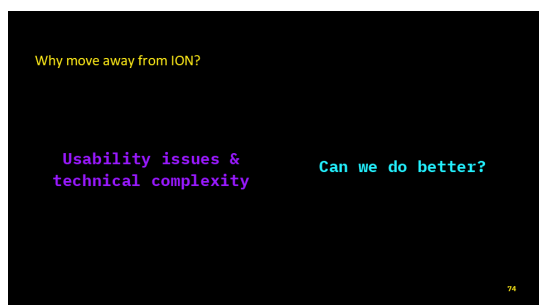 Why move away from ION?
Usability issues &
technical complexity
Can we do better?
74